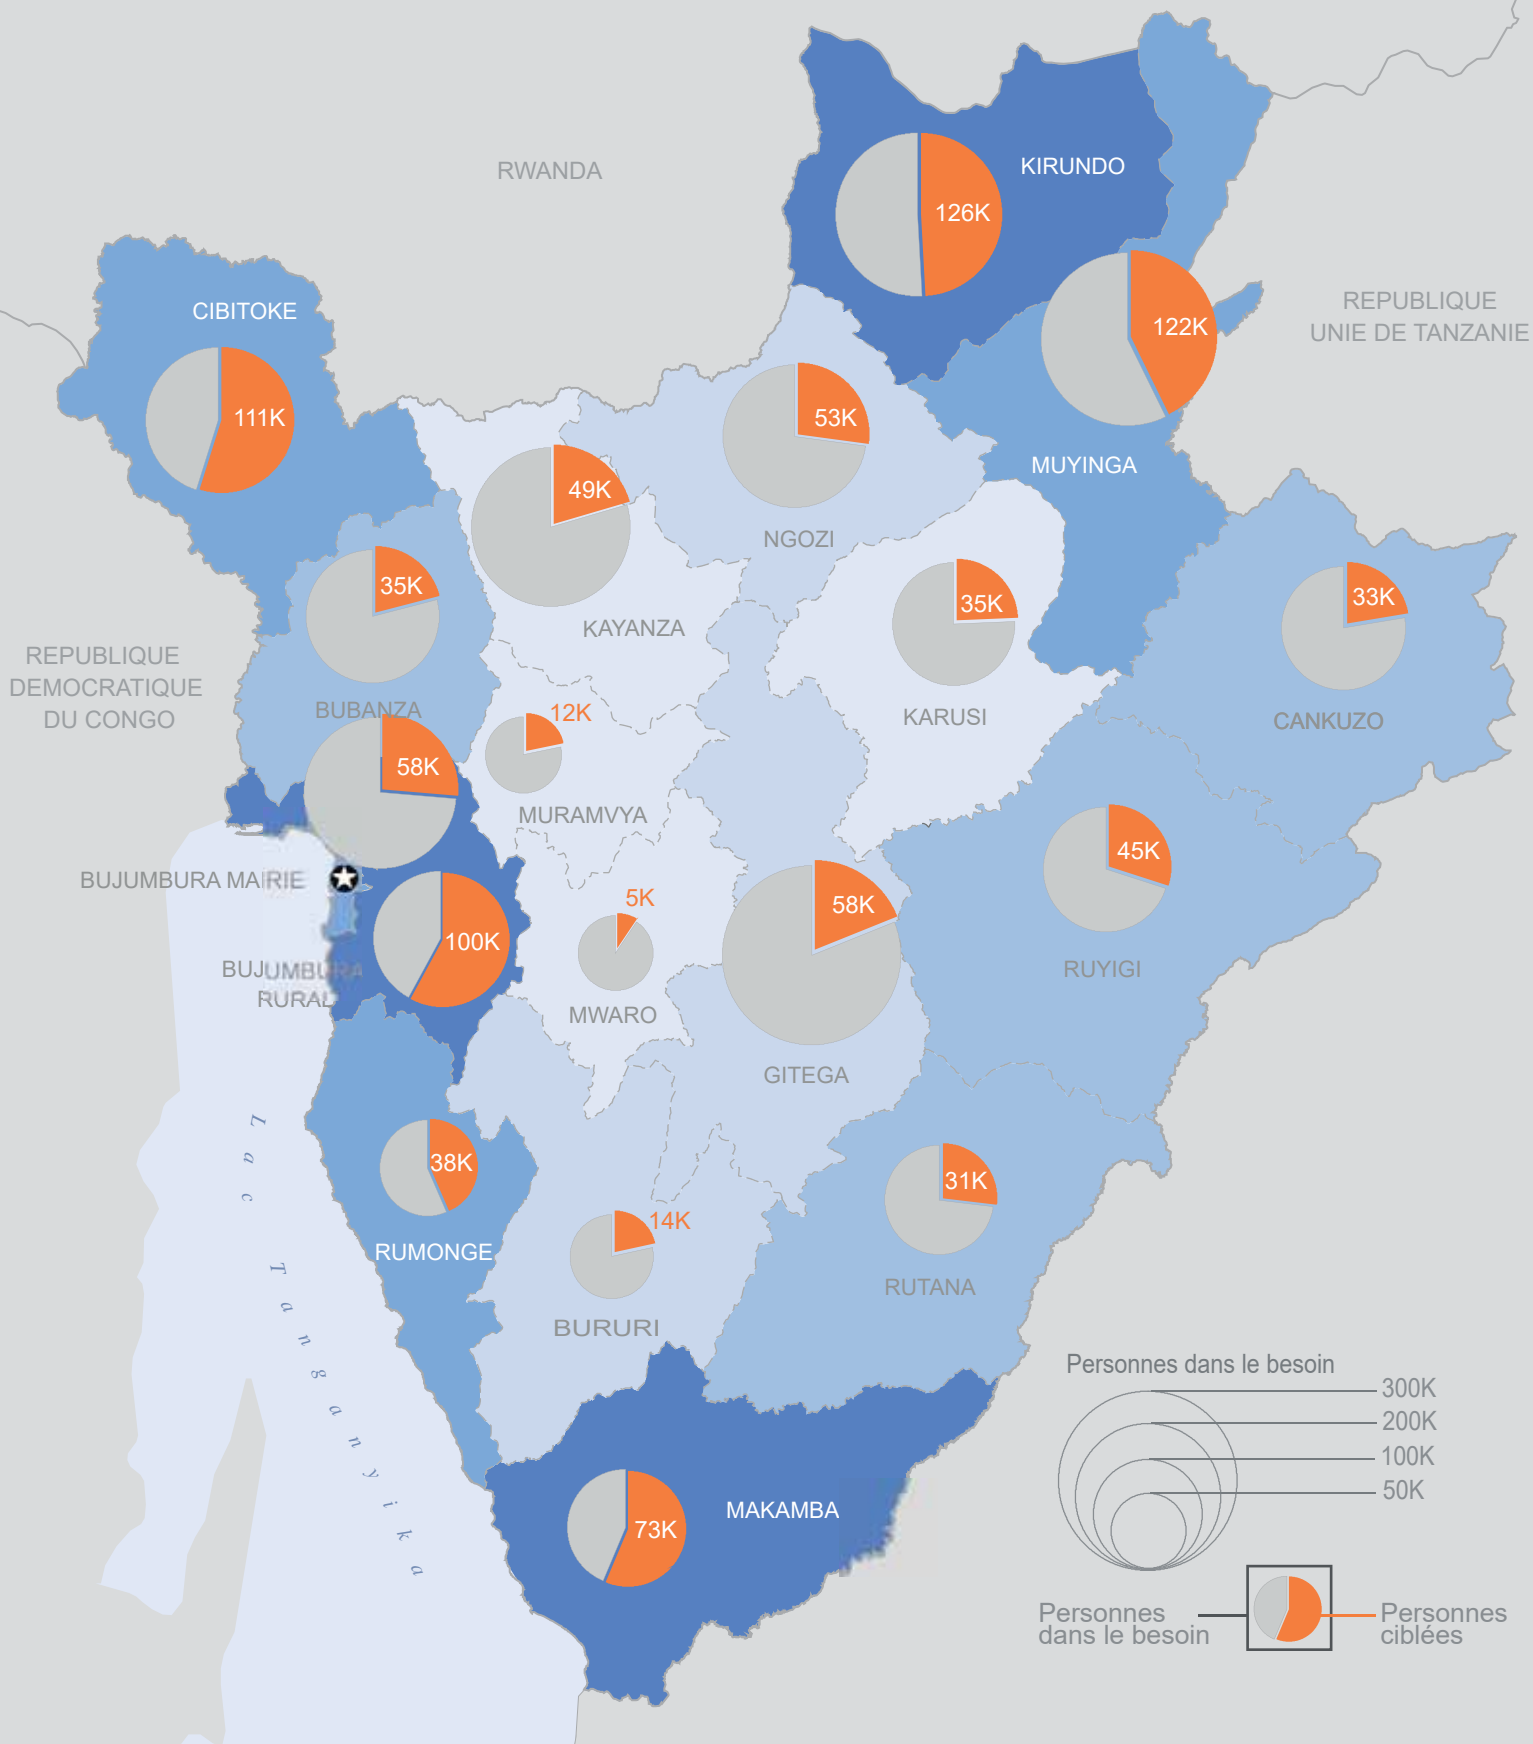 RWANDA
KIRUNDO
126K
REPUBLIQUE
UNIE DE TANZANIE
CIBITOKE
111K
122K
53K
NGOZI
MUYINGA
49K
KAYANZA
35K
BUBANZA
35K
KARUSI
33K
CANKUZO
REPUBLIQUE
DEMOCRATIQUE
DU CONGO
12K
MURAMVYA
58K
BUJUMBURA MAIRIE
45K
RUYIGI
5K
MWARO
58K
GITEGA
100K
BUJUMBURA
RURAL
Lac Tanganyika
38K
RUMONGE
14K
BURURI
31K
RUTANA
73K
MAKAMBA
Personnes dans le besoin
300K
200K
100K
50K
Personnes
dans le besoin
Personnes
ciblées